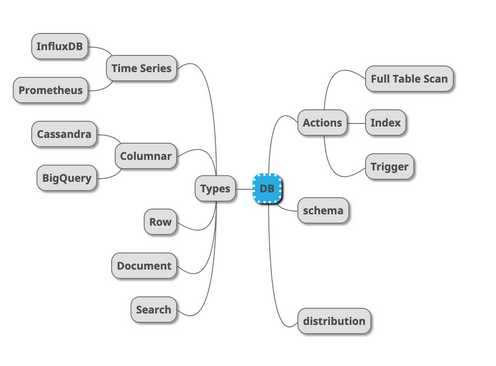 InfluxDB
Time Series
Prometheus
Cassandra
Columnar
BigQuery
Row
Document
Search
Types
DB
Actions
Full Table Scan
Index
Trigger
schema
distribution